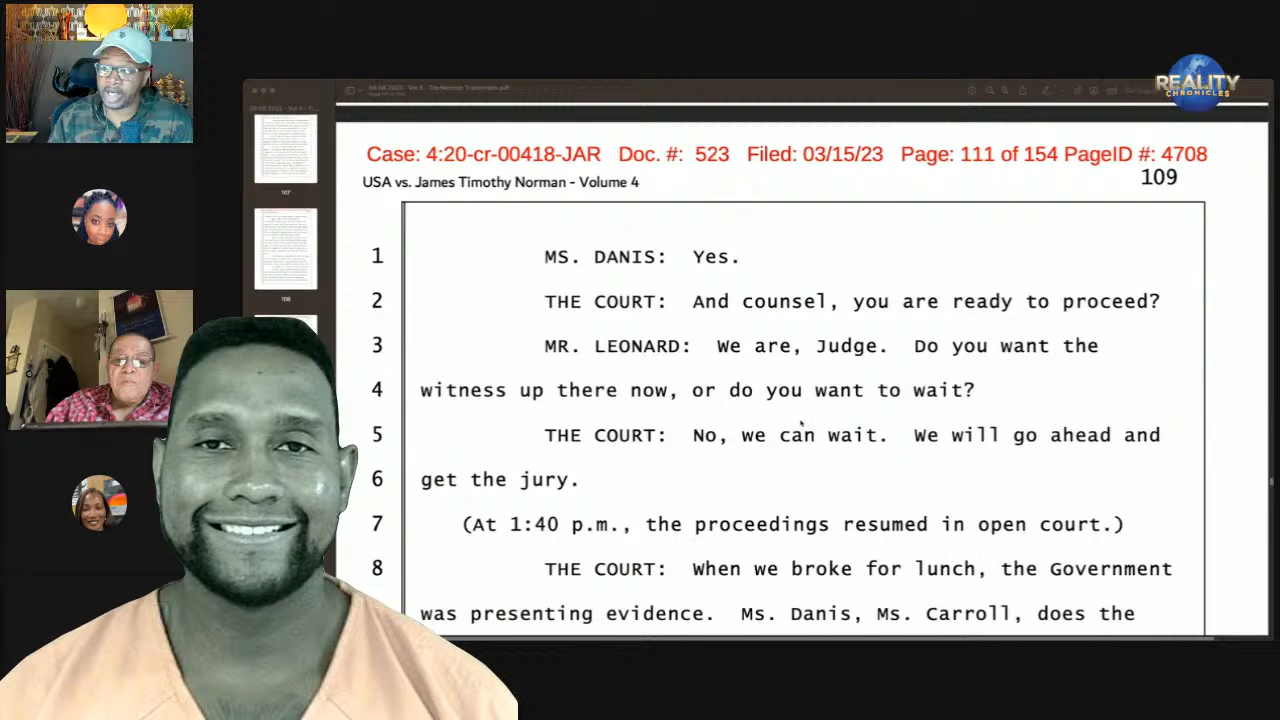 REALITY
CHRONICLES
107
108
Case: 4:20-cr-00418-JAR Doc. #: 323 Filed: 03/15/23 Page: of 154 PageID #: 4708
USA vs. James Timothy Norman - Volume 4
109
1 MS. DANIS: Yes.
2 THE COURT: And counsel, you are ready to proceed?
3 MR. LEONARD: We are, Judge. Do you want the
4 witness up there now, or do you want to wait?
5 THE COURT: No, we can wait. We will go ahead and
6 get the jury.
7 (At 1:40 p.m., the proceedings resumed in open court.)
8 THE COURT: When we broke for lunch, the Government
was presenting evidence. Ms. Danis, Ms. Carroll, does the